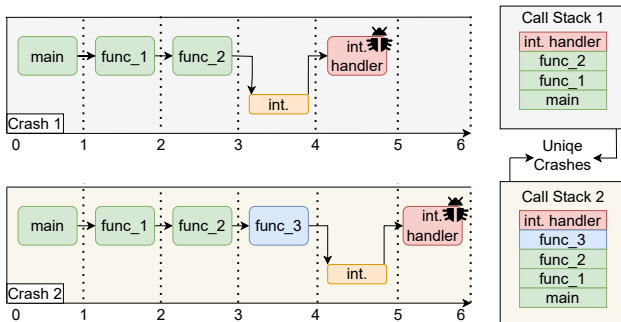 main
func_1
func_2
int.
int.
handler
Crash 1
0 1 2 3 4 5 6
Call Stack 1
int. handler
func_2
func_1
main
Uniqe
Crashes
main
func_1
func_2
func_3
int.
int.
handler
Crash 2
0 1 2 3 4 5 6
Call Stack 2
int. handler
func_3
func_2
func_1
main